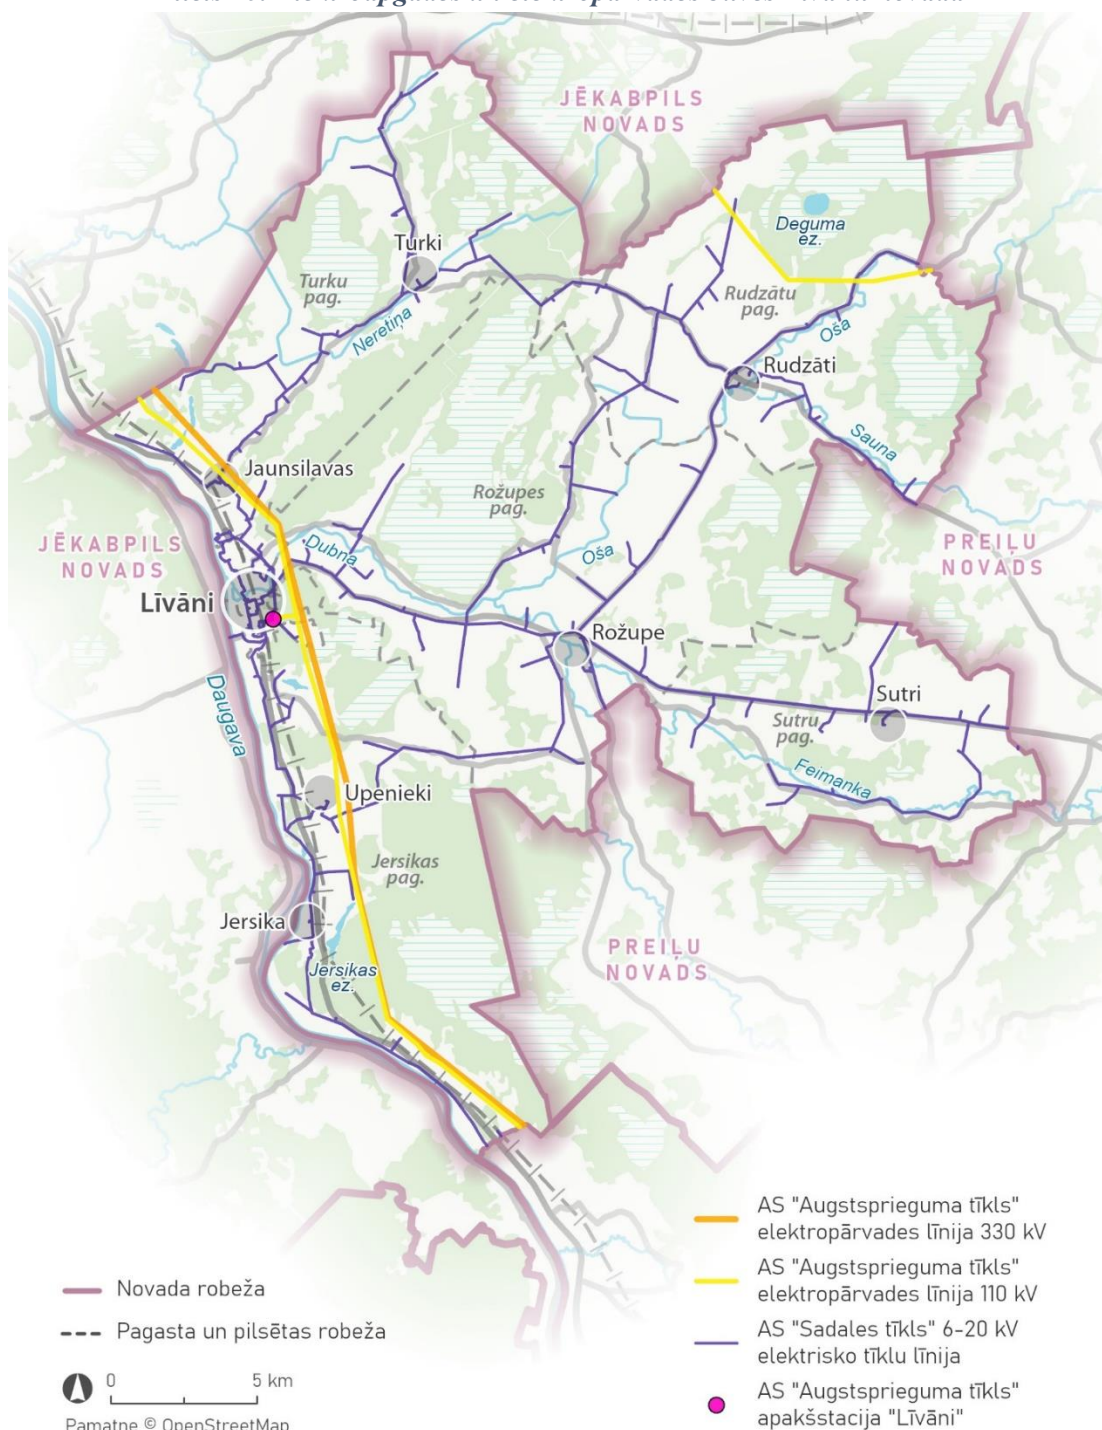 JĒKABPILS
NOVADS
Deguma
ez.
Turki
Turku
pag.
Rudzātu
pag.
Neretiņa
Oša
Rudzāti
Sauna
Jaunsilavas
Rožupes
pag.
JĒKABPILS
NOVADS
Dubna
Oša
PREIĻU
NOVADS
Līvāni
Rožupe
Daugava
Sutri
Sutru
pag.
Feimanka
Upenieki
Jersikas
pag.
Jersika
PREIĻU
NOVADS
Jersikas
ez.
AS "Augstsprieguma tīkls"
elektropārvades līnija 330 kV
AS "Augstsprieguma tīkls"
elektropārvades līnija 110 kV
AS "Sadales tīkls" 6-20 kV
elektrisko tīklu līnija
AS "Augstsprieguma tīkls"
apakšstacija "Līvāni"
Novada robeža
Pagasta un pilsētas robeža
0 5 km
Pamatne © OpenStreetMap